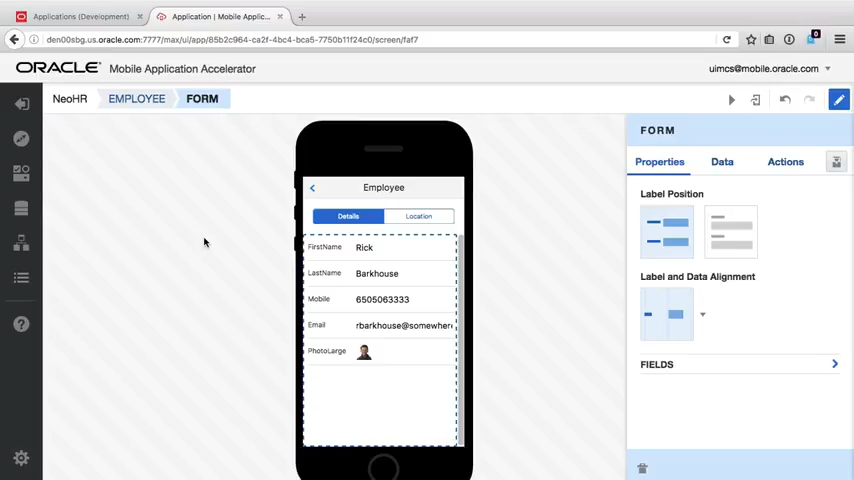 Applications (Development)
Application | Mobile Applic...
den00sbg.us.oracle.com:7777/max/ui/app/85b2c964-ca2f-4bc4-bca5-7750b11f24c0/screen/faf7
0
ORACLE® Mobile Application Accelerator
uimcs@mobile.oracle.com
NeoHR EMPLOYEE FORM
FORM
Properties Data Actions
Label Position
Label and Data Alignment
FIELDS
Employee
Details Location
FirstName Rick
LastName Barkhouse
Mobile 6505063333
Email rbarkhouse@somewhere
PhotoLarge